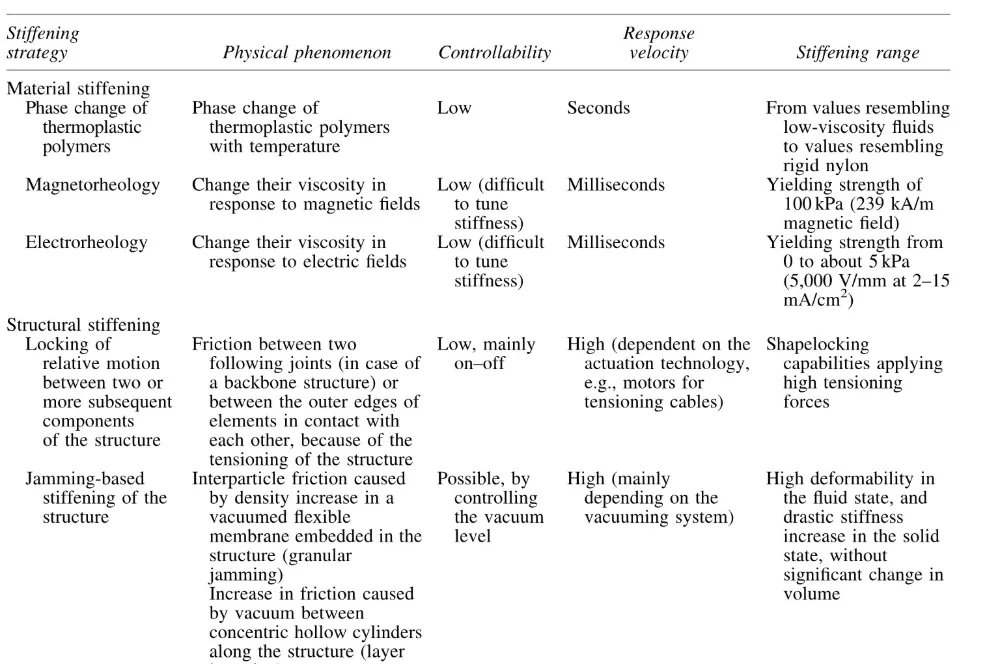 Stiffening strategy | Physical phenomenon | Controllability | Response velocity | Stiffening range
Material stiffening
Phase change of thermoplastic polymers | Phase change of thermoplastic polymers with temperature | Low | Seconds | From values resembling low-viscosity fluids to values resembling rigid nylon
Magnetorheology | Change their viscosity in response to magnetic fields | Low (difficult to tune stiffness) | Milliseconds | Yielding strength of 100 kPa (239 kA/m magnetic field)
Electrorheology | Change their viscosity in response to electric fields | Low (difficult to tune stiffness) | Milliseconds | Yielding strength from 0 to about 5 kPa (5,000 V/mm at 2–15 mA/cm²)
Structural stiffening
Locking of relative motion between two or more subsequent components of the structure | Friction between two following joints (in case of a backbone structure) or between the outer edges of elements in contact with each other, because of the tensioning of the structure | Low, mainly on–off | High (dependent on the actuation technology, e.g., motors for tensioning cables) | Shapelocking capabilities applying high tensioning forces
Jamming-based stiffening of the structure | Interparticle friction caused by density increase in a vacuumed flexible membrane embedded in the structure (granular jamming) Increase in friction caused by vacuum between concentric hollow cylinders along the structure (layer | Possible, by controlling the vacuum level | High (mainly depending on the vacuuming system) | High deformability in the fluid state, and drastic stiffness increase in the solid state, without significant change in volume